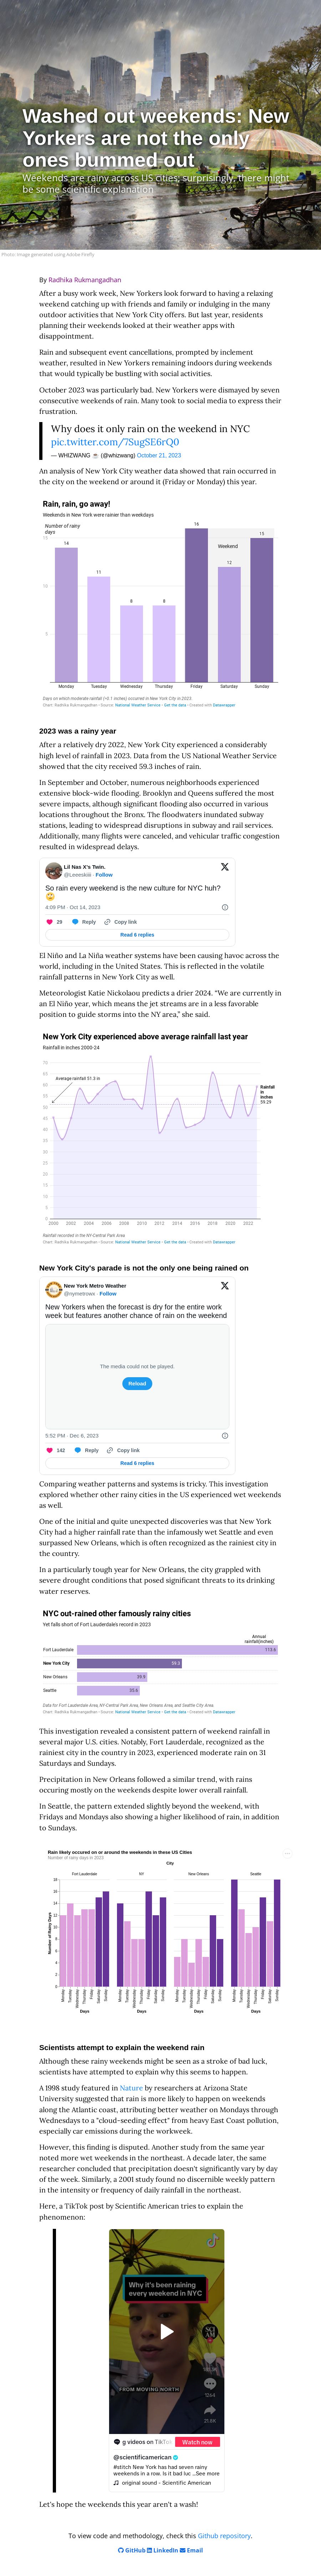 Washed out weekends: New
Yorkers are not the only
ones bummed out
Weekends are rainy across US cities; surprisingly, there might
be some scientific explanation
Photo: Image generated using Adobe Firefly
By Radhika Rukmangadhan
After a busy work week, New Yorkers look forward to having a relaxing
weekend catching up with friends and family or indulging in the many
outdoor activities that New York City offers. But last year, residents
planning their weekends looked at their weather apps with
disappointment.
Rain and subsequent event cancellations, prompted by inclement
weather, resulted in New Yorkers remaining indoors during weekends
that would typically be bustling with social activities.
October 2023 was particularly bad. New Yorkers were dismayed by seven
consecutive weekends of rain. Many took to social media to express their
frustration.
Why does it only rain on the weekend in NYC
pic.twitter.com/7SugSE6rQ0
— WHIZWANG ☕ (@whizwang) October 21, 2023
An analysis of New York City weather data showed that rain occurred in
the city on the weekend or around it (Friday or Monday) this year.
Rain, rain, go away!
Weekends in New York were rainier than weekdays
Number of rainy
days
15
10
5
14
11
8
8
16
12
15
Weekend
Monday Tuesday Wednesday Thursday Friday Saturday Sunday
Days on which moderate rainfall (>0.1 inches) occurred in New York City in 2023.
Chart: Radhika Rukmangadhan • Source: National Weather Service • Get the data • Created with Datawrapper
2023 was a rainy year
After a relatively dry 2022, New York City experienced a considerably
high level of rainfall in 2023. Data from the US National Weather Service
showed that the city received 59.3 inches of rain.
In September and October, numerous neighborhoods experienced
extensive block-wide flooding. Brooklyn and Queens suffered the most
severe impacts, although significant flooding also occurred in various
locations throughout the Bronx. The floodwaters inundated subway
stations, leading to widespread disruptions in subway and rail services.
Additionally, many flights were canceled, and vehicular traffic congestion
resulted in widespread delays.
Lil Nas X's Twin.
@Leeeskiii · Follow
So rain every weekend is the new culture for NYC huh?
🙄
4:09 PM · Oct 14, 2023
29 Reply Copy link
Read 6 replies
El Niño and La Niña weather systems have been causing havoc across the
world, including in the United States. This is reflected in the volatile
rainfall patterns in New York City as well.
Meteorologist Katie Nickolaou predicts a drier 2024. “We are currently in
an El Niño year, which means the jet streams are in a less favorable
position to guide storms into the NY area,” she said.
New York City experienced above average rainfall last year
Rainfall in inches 2000-24
70
65
60
55
50
45
40
35
30
25
20
15
10
5
0
Average rainfall 51.3 in
Rainfall
in
inches
59.29
2000 2002 2004 2006 2008 2010 2012 2014 2016 2018 2020 2022
Rainfall recorded in the NY-Central Park Area
Chart: Radhika Rukmangadhan • Source: National Weather Service • Get the data • Created with Datawrapper
New York City's parade is not the only one being rained on
New York Metro Weather
@nymetrowx · Follow
New Yorkers when the forecast is dry for the entire work
week but features another chance of rain on the weekend
The media could not be played.
Reload
5:52 PM · Dec 6, 2023
142 Reply Copy link
Read 6 replies
Comparing weather patterns and systems is tricky. This investigation
explored whether other rainy cities in the US experienced wet weekends
as well.
One of the initial and quite unexpected discoveries was that New York
City had a higher rainfall rate than the infamously wet Seattle and even
surpassed New Orleans, which is often recognized as the rainiest city in
the country.
In a particularly tough year for New Orleans, the city grappled with
severe drought conditions that posed significant threats to its drinking
water reserves.
NYC out-rained other famously rainy cities
Yet falls short of Fort Lauderdale's record in 2023
Annual
rainfall(inches)
Fort Lauderdale 113.6
New York City 59.3
New Orleans 39.9
Seattle 35.6
Data for Fort Lauderdale Area, NY-Central Park Area, New Orleans Area, and Seattle City Area.
Chart: Radhika Rukmangadhan • Source: National Weather Service • Get the data • Created with Datawrapper
This investigation revealed a consistent pattern of weekend rainfall in
several major U.S. cities. Notably, Fort Lauderdale, recognized as the
rainiest city in the country in 2023, experienced moderate rain on 31
Saturdays and Sundays.
Precipitation in New Orleans followed a similar trend, with rains
occuring mostly on the weekends despite lower overall rainfall.
In Seattle, the pattern extended slightly beyond the weekend, with
Fridays and Mondays also showing a higher likelihood of rain, in addition
to Sundays.
Rain likely occured on or around the weekends in these US Cities
Number of rainy days in 2023
City
Fort Lauderdale NY New Orleans Seattle
Number of Rainy Days
18
16
14
12
10
8
6
4
2
0
Monday Tuesday Wednesday Thursday Friday Saturday Sunday
Monday Tuesday Wednesday Thursday Friday Saturday Sunday
Monday Tuesday Wednesday Thursday Friday Saturday Sunday
Monday Tuesday Wednesday Thursday Friday Saturday Sunday
Days Days Days Days
Scientists attempt to explain the weekend rain
Although these rainy weekends might be seen as a stroke of bad luck,
scientists have attempted to explain why this seems to happen.
A 1998 study featured in Nature by researchers at Arizona State
University suggested that rain is more likely to happen on weekends
along the Atlantic coast, attributing better weather on Mondays through
Wednesdays to a "cloud-seeding effect" from heavy East Coast pollution,
especially car emissions during the workweek.
However, this finding is disputed. Another study from the same year
noted more wet weekends in the northeast. A decade later, the same
researcher concluded that precipitation doesn't significantly vary by day
of the week. Similarly, a 2001 study found no discernible weekly pattern
in the intensity or frequency of daily rainfall in the northeast.
Here, a TikTok post by Scientific American tries to explain the
phenomenon:
Why it's been raining
every weekend in NYC
FROM MOVING NORTH
g videos on TikTok Watch now
@scientificamerican
#stitch New York has had seven rainy
weekends in a row. Is it bad luc ...See more
original sound - Scientific American
Let's hope the weekends this year aren't a wash!
To view code and methodology, check this Github repository.
GitHub LinkedIn Email